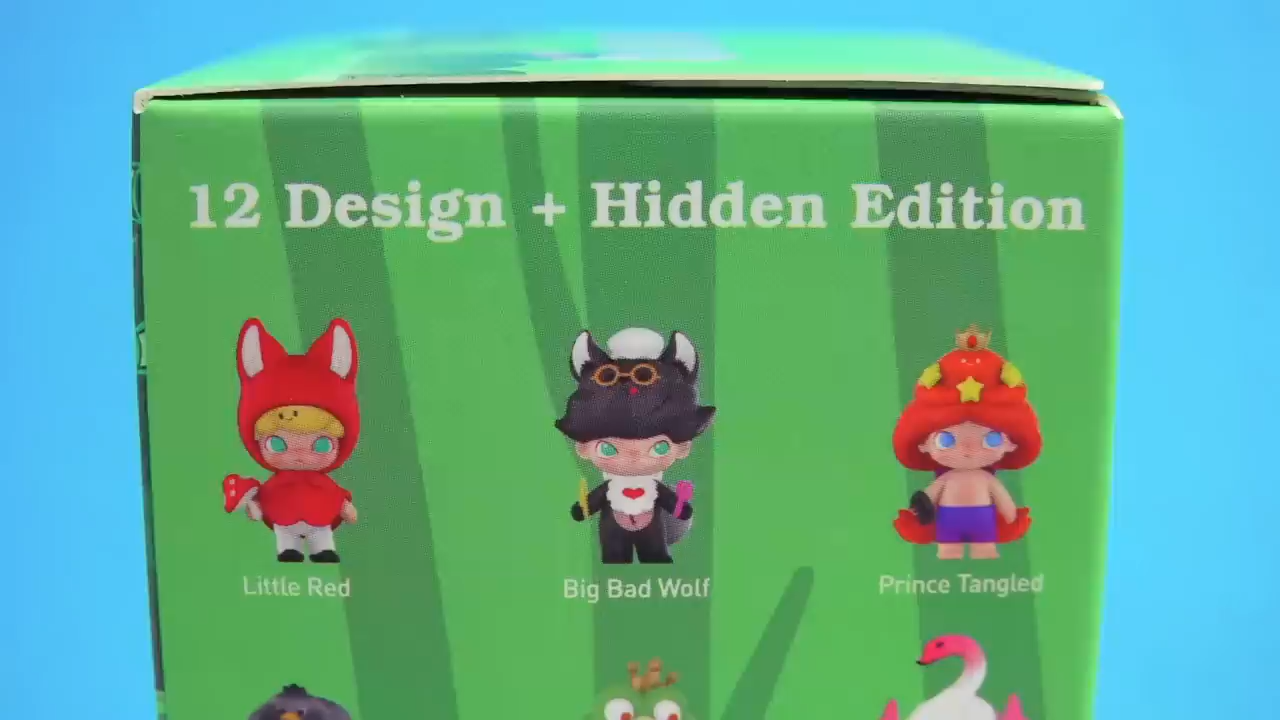 12 Design + Hidden Edition
Little Red
Big Bad Wolf
Prince Tangled